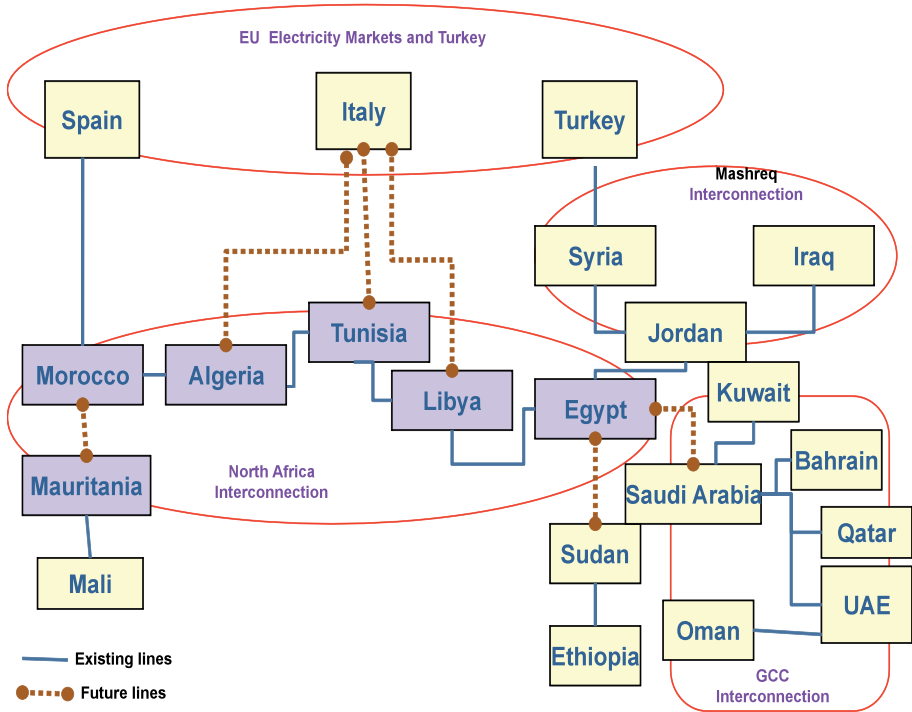 EU Electricity Markets and Turkey
Spain
Italy
Turkey
Mashreq
Interconnection
Syria
Iraq
Tunisia
Jordan
Morocco
Algeria
Libya
Egypt
Kuwait
Mauritania
North Africa
Interconnection
Saudi Arabia
Bahrain
Qatar
Mali
Sudan
UAE
Oman
Ethiopia
Existing lines
Future lines
GCC
Interconnection